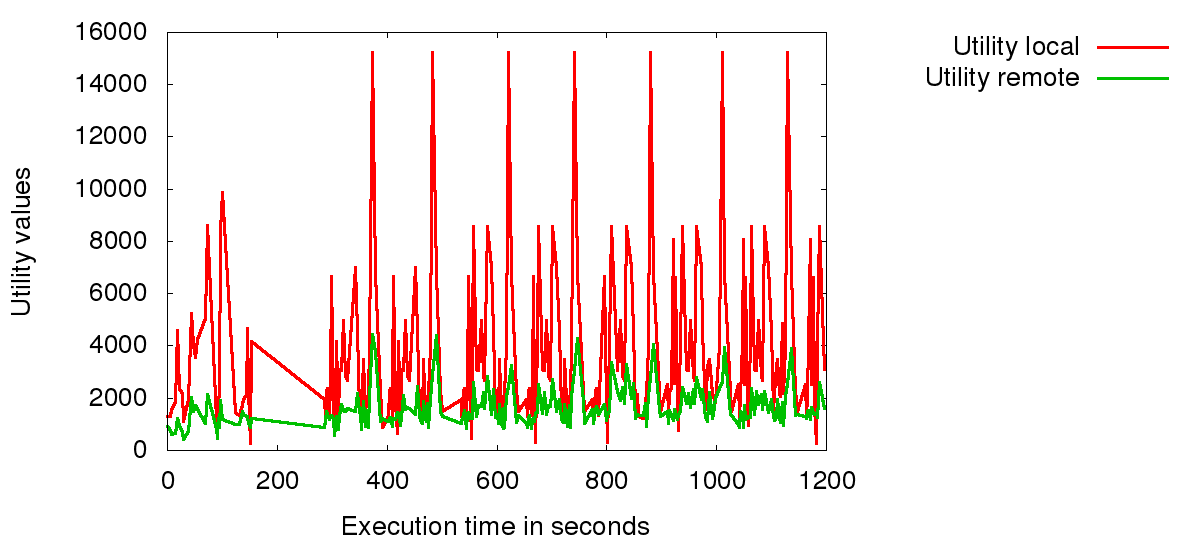 16000
14000
12000
10000
8000
6000
4000
2000
0
0 200 400 600 800 1000 1200
Utility values
Execution time in seconds
Utility local
Utility remote